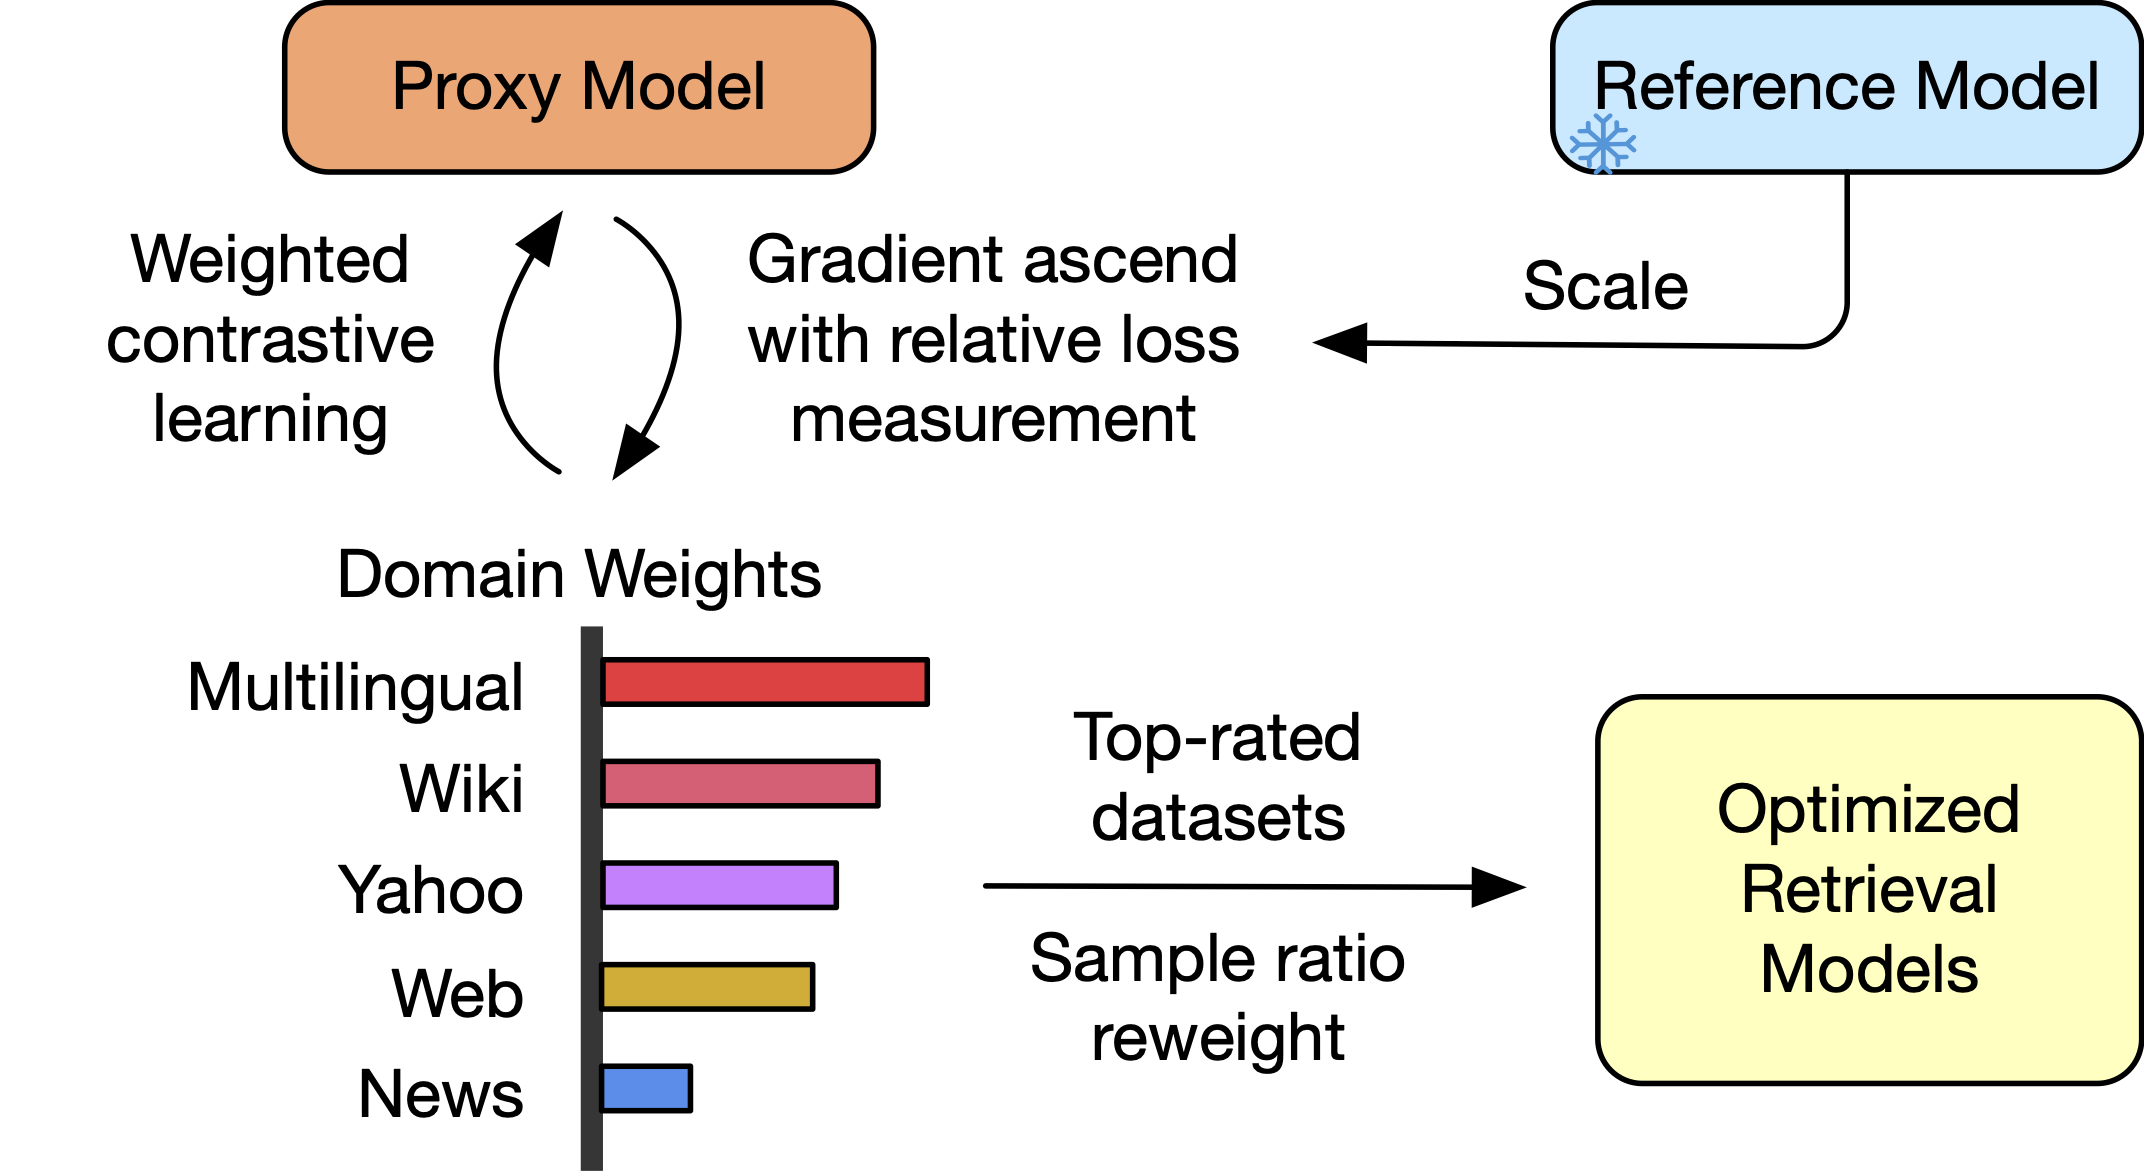 Proxy Model
Reference Model
Weighted
contrastive
learning
Gradient ascend
with relative loss
measurement
Scale
Domain Weights
Multilingual
Wiki
Yahoo
Web
News
Top-rated
datasets
Sample ratio
reweight
Optimized
Retrieval
Models